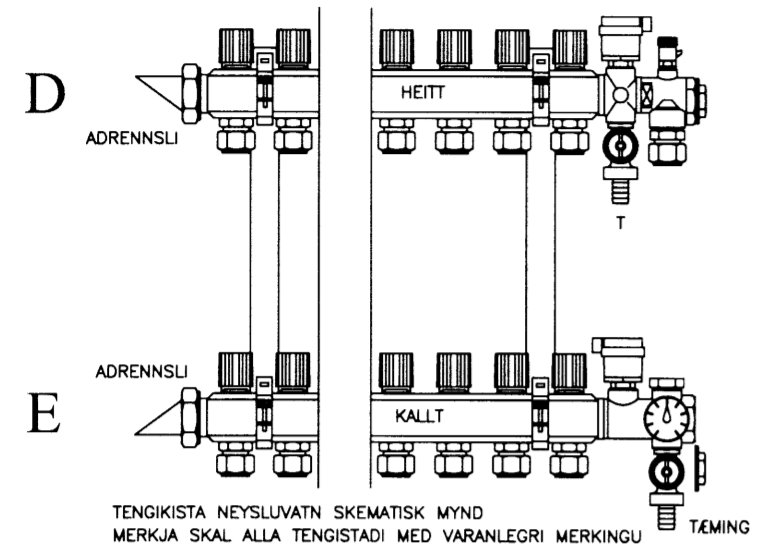 D
HEITT
ADRENNSLI
T
ADRENNSLI
E
KALLT
TENGIKISTA NEYSLUVATN SKEMATISK MYND
MERKJA SKAL ALLA TENGISTADI MED VARANLEGRI MERKINGU
TÆMING